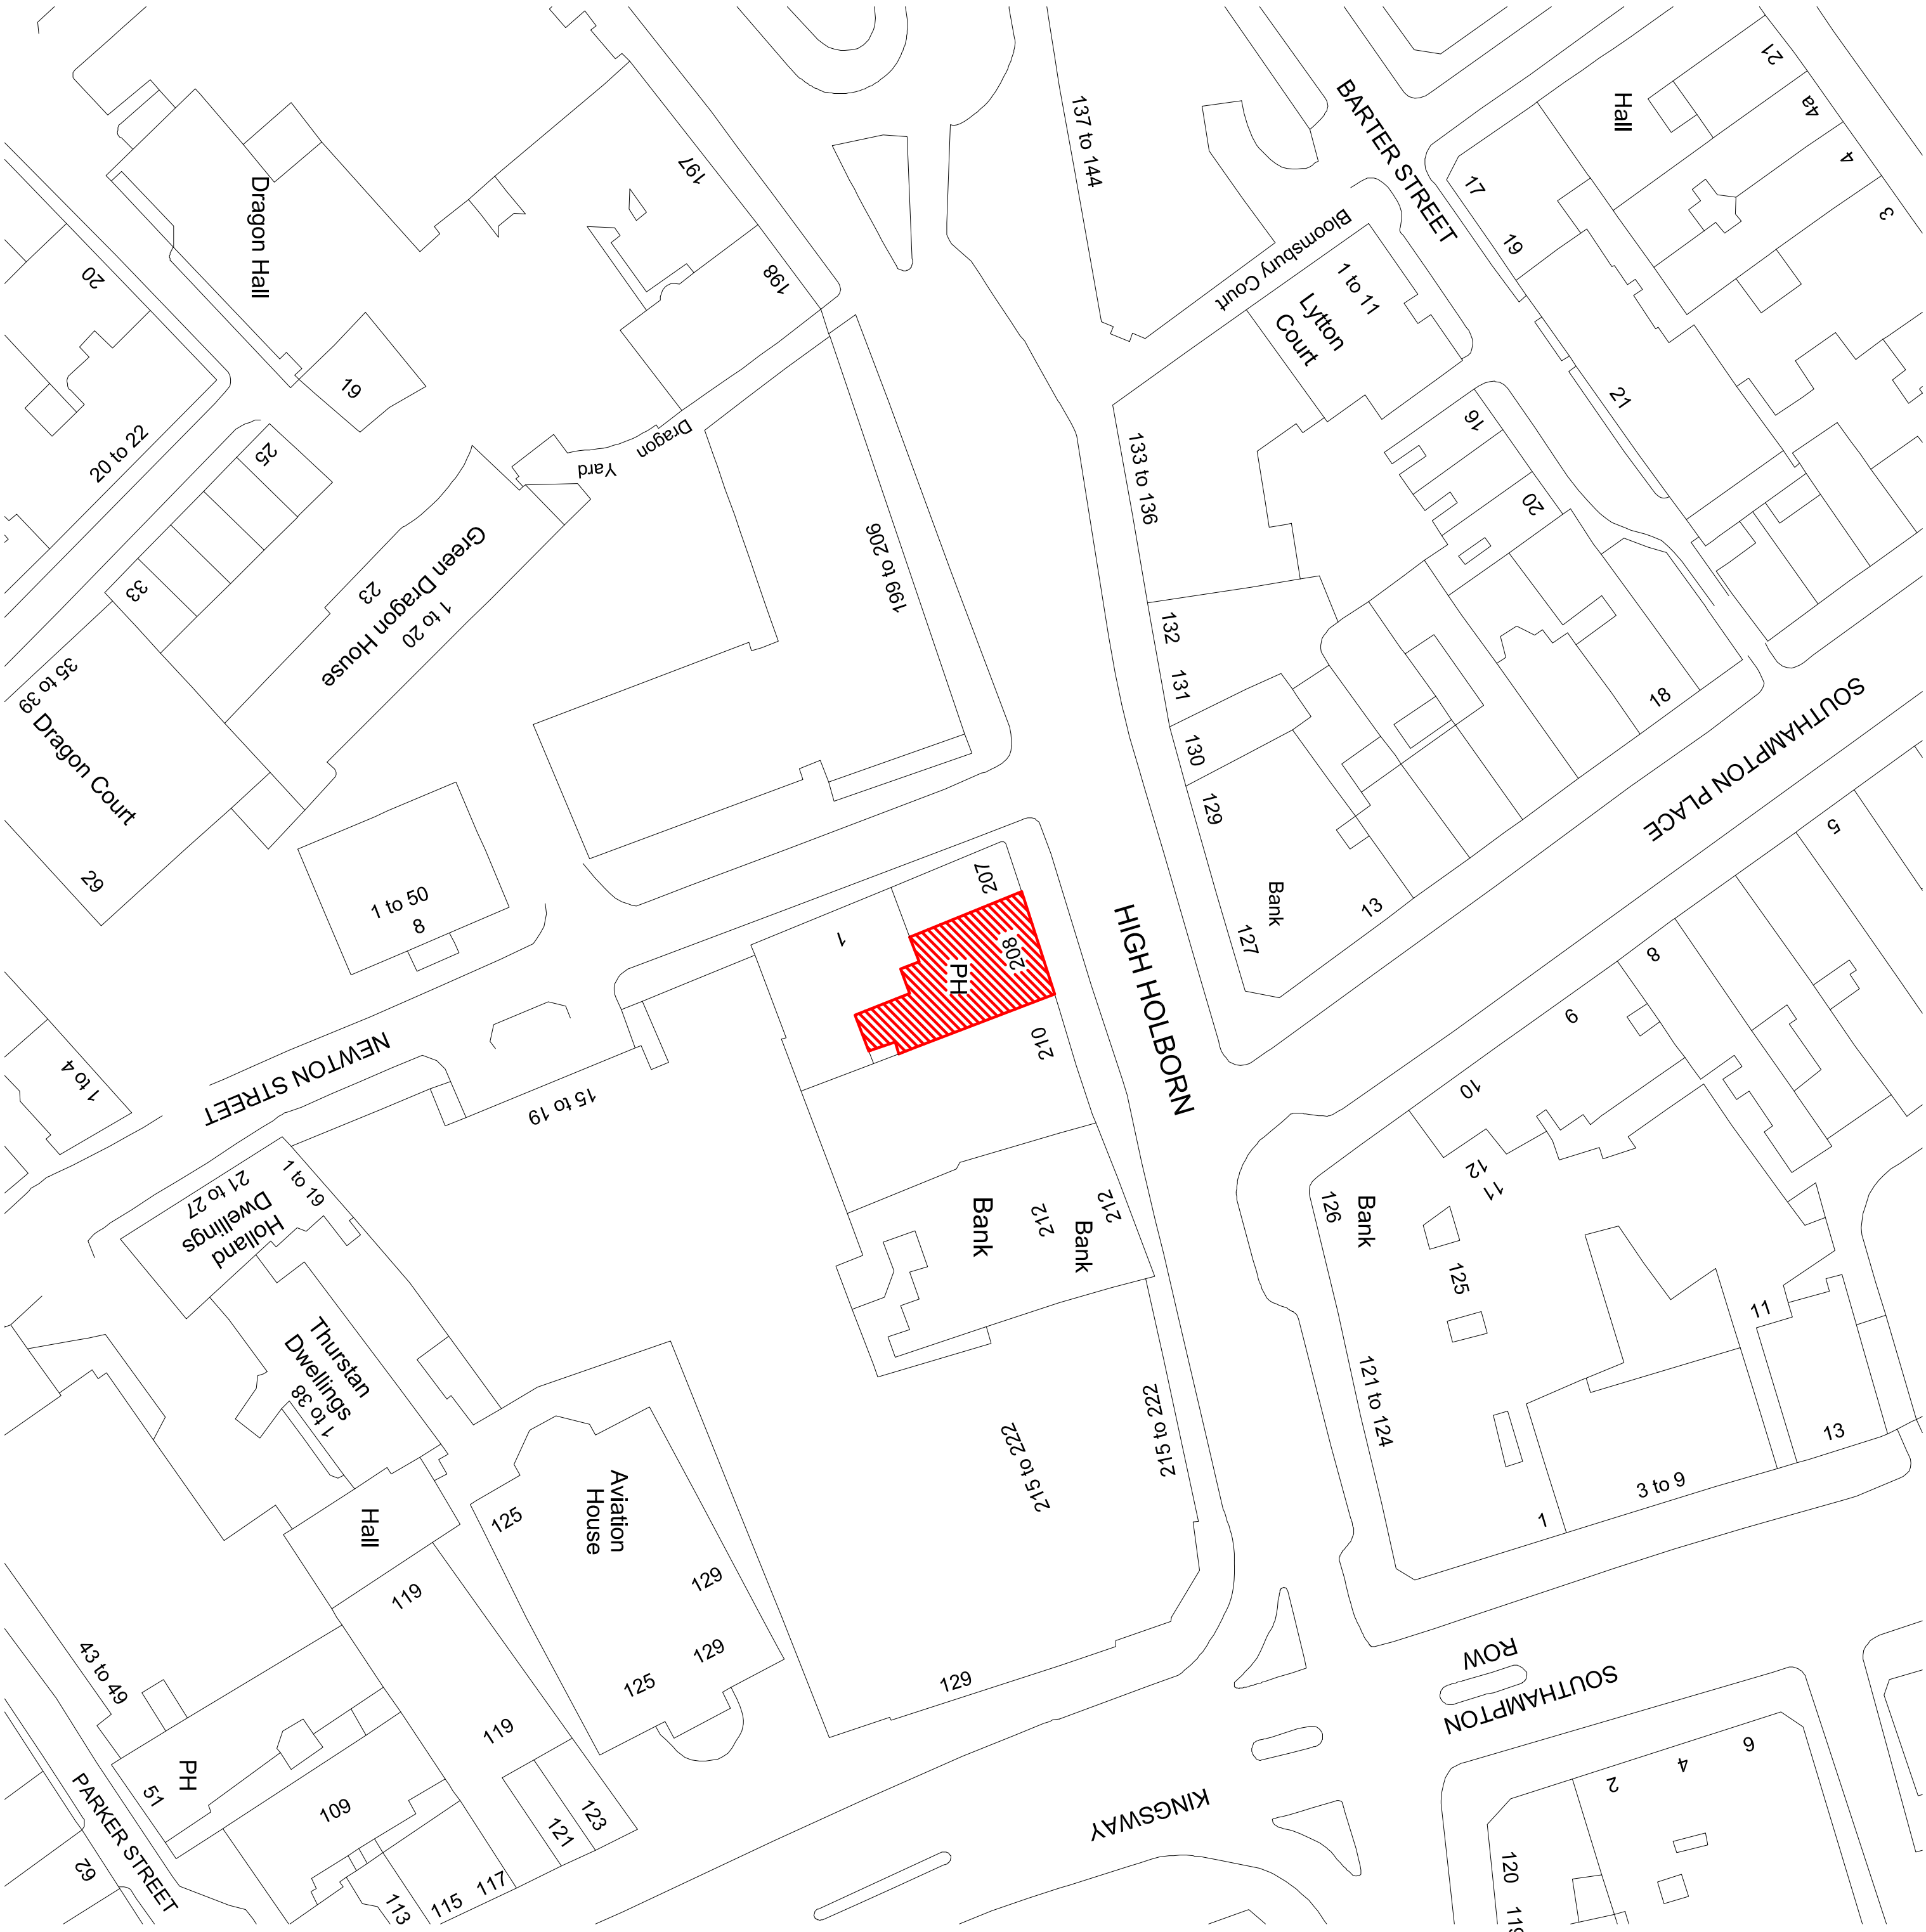 21
4a
4
3
Hall
BARTER STREET
137 to 144
197
17
19
Dragon Hall
198
Bloomsbury Court
1 to 11
Lytton
Court
20
19
21
16
20 to 22
25
Dragon
Yard
133 to 136
20
199 to 206
33
23
Green Dragon House
1 to 20
132
131
35 to 39
Dragon Court
18
SOUTHAMPTON PLACE
130
129
5
29
1 to 50
8
207
Bank
13
127
1
208
PH
HIGH HOLBORN
8
9
210
NEWTON STREET
1 to 4
15 to 19
10
12
11
1 to 19
21 to 27
Holland
Dwellings
Bank
212
212
Bank
126
Bank
125
11
Thurstan
Dwellings
1 to 38
121 to 124
215 to 222
215 to 222
13
3 to 9
1
Aviation
House
125
Hall
129
119
129
125
129
43 to 49
SOUTHAMPTON
ROW
119
PH
51
109
PARKER STREET
62
123
121
117
115
113
KINGSWAY
2
4
6
120
119